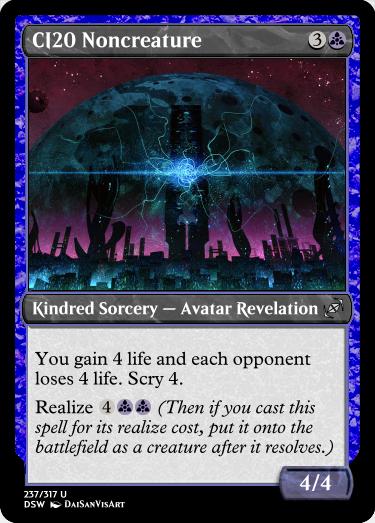 CI20 Noncreature
3
Kindred Sorcery — Avatar Revelation
You gain 4 life and each opponent
loses 4 life. Scry 4.
Realize 4 (Then if you cast this
spell for its realize cost, put it onto the
battlefield as a creature after it resolves.)
4/4
237/317 U
DSW DaiSanVisArt